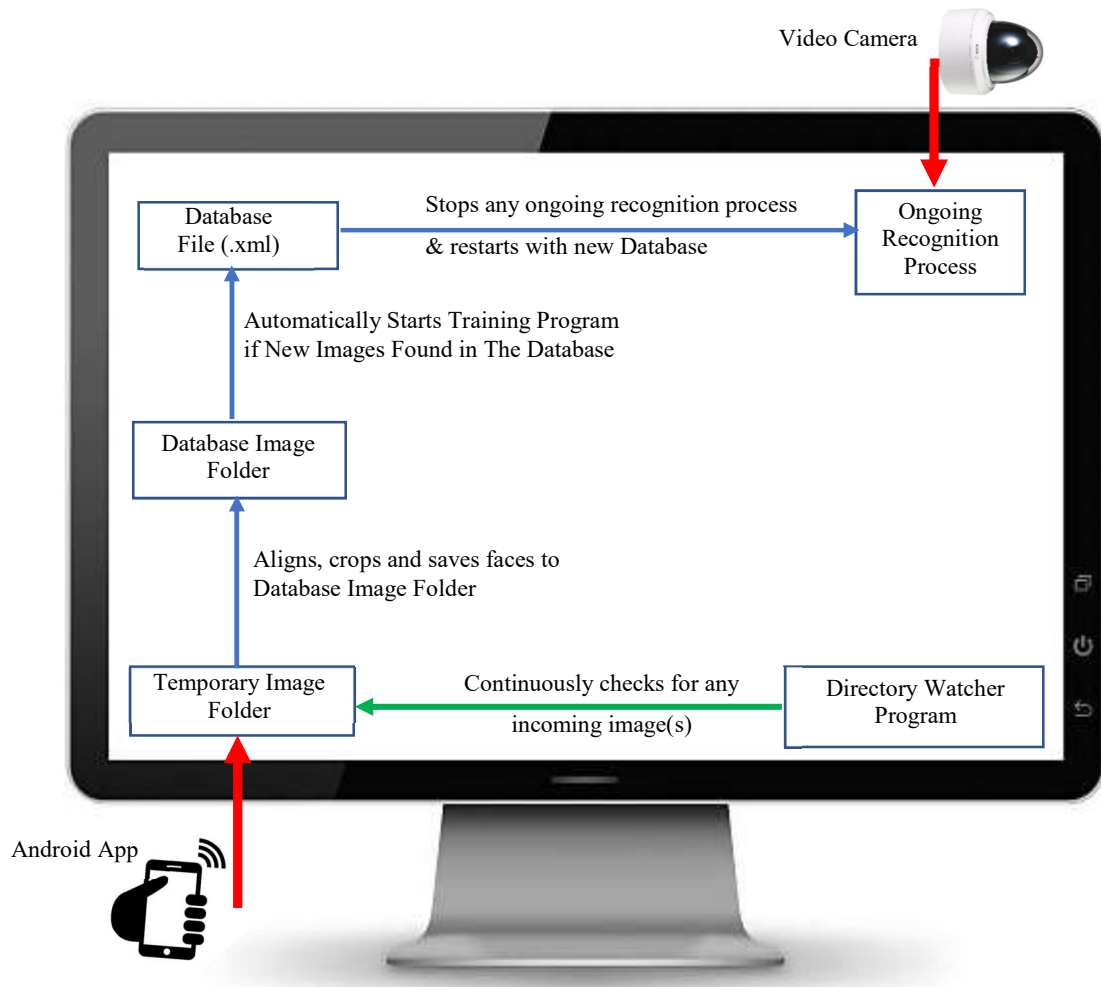 Video Camera
Database
File (.xml)
Stops any ongoing recognition process
& restarts with new Database
Ongoing
Recognition
Process
Automatically Starts Training Program
if New Images Found in The Database
Database Image
Folder
Aligns, crops and saves faces to
Database Image Folder
Temporary Image
Folder
Continuously checks for any
incoming image(s)
Directory Watcher
Program
Android App